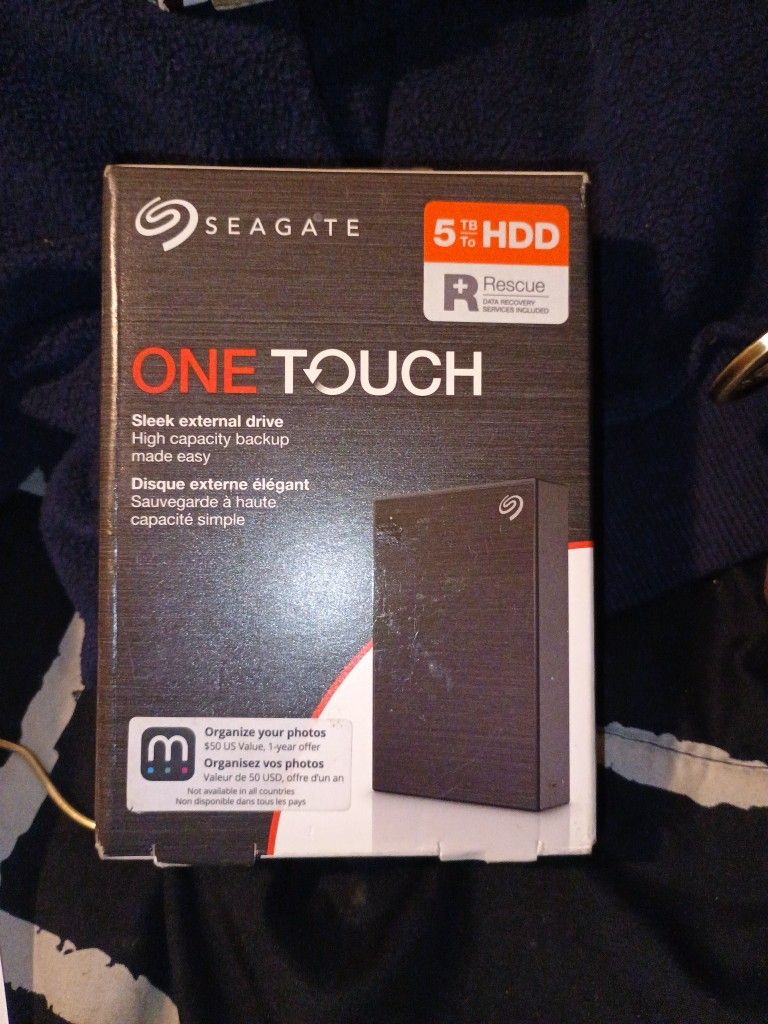 SEAGATE
5 TB To HDD
R Rescue
DATA RECOVERY
SERVICES INCLUDED
ONE TOUCH
Sleek external drive
High capacity backup
made easy
Disque externe élégant
Sauvegarde à haute
capacité simple
m
Organize your photos
$50 US Value, 1-year offer
Organisez vos photos
Valeur de 50 USD, offre d'un an
Not available in all countries
Non disponible dans tous les pays